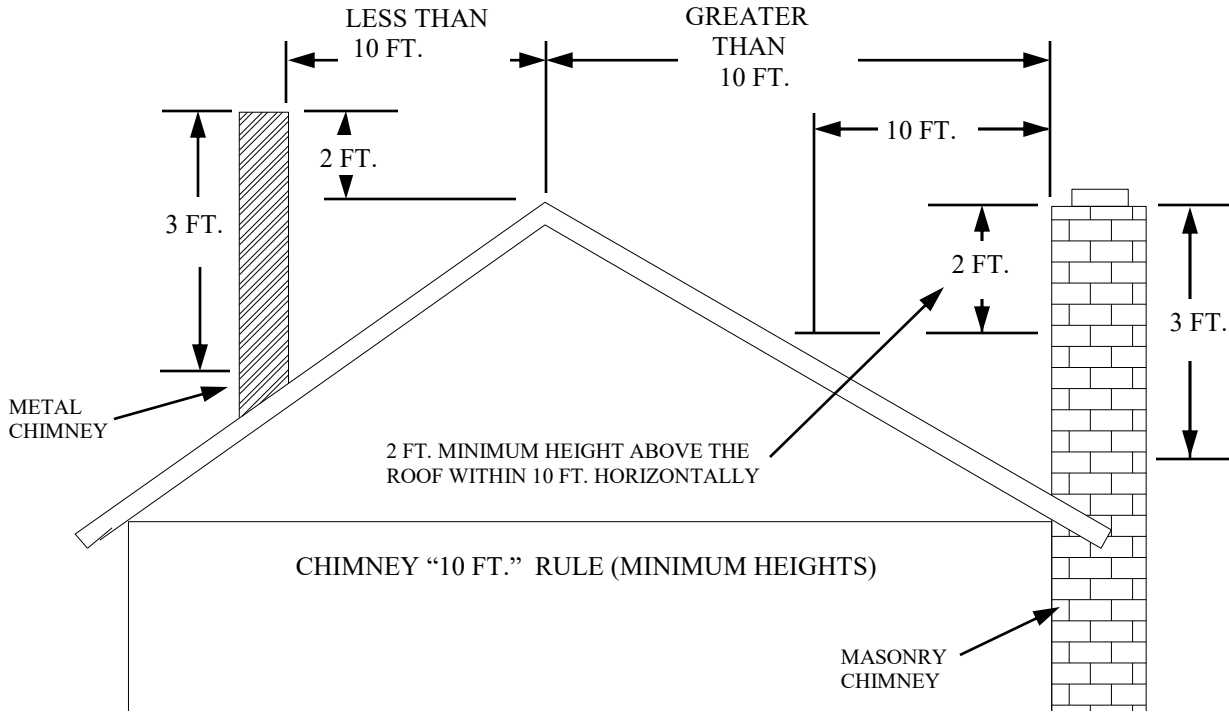 LESS THAN
10 FT.
GREATER
THAN
10 FT.
10 FT.
2 FT.
3 FT.
2 FT.
3 FT.
METAL
CHIMNEY
2 FT. MINIMUM HEIGHT ABOVE THE
ROOF WITHIN 10 FT. HORIZONTALLY
CHIMNEY “10 FT.” RULE (MINIMUM HEIGHTS)
MASONRY
CHIMNEY